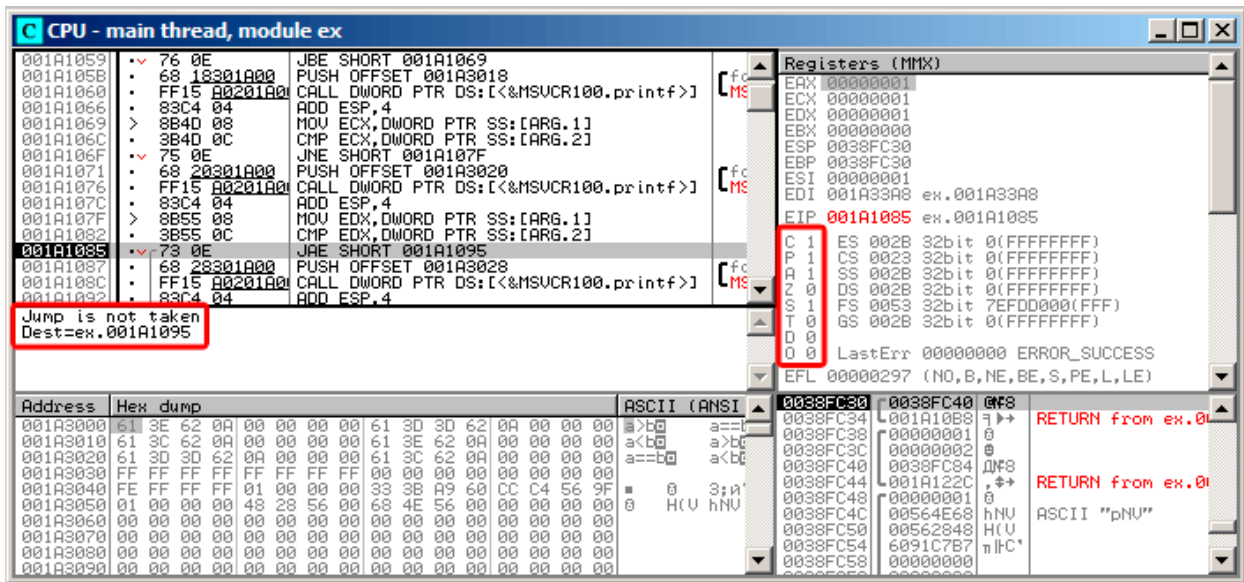 CPU - main thread, module ex
001A1059 76 0E JBE SHORT 001A1069
001A105B 68 18301A00 PUSH OFFSET 001A3018
001A1060 FF15 A0201A0 CALL DWORD PTR DS:[<&MSVCR100.printf>]
001A1066 83C4 04 ADD ESP,4
001A1069 > 8B4D 08 MOV ECX,DWORD PTR SS:[ARG.1]
001A106C 3B4D 0C CMP ECX,DWORD PTR SS:[ARG.2]
001A106F 75 0E JNE SHORT 001A107F
001A1071 68 20301A00 PUSH OFFSET 001A3020
001A1076 FF15 A0201A0 CALL DWORD PTR DS:[<&MSVCR100.printf>]
001A107C 83C4 04 ADD ESP,4
001A107F > 8B55 08 MOV EDX,DWORD PTR SS:[ARG.1]
001A1082 3B55 0C CMP EDX,DWORD PTR SS:[ARG.2]
001A1085 73 0E JAE SHORT 001A1095
001A1087 68 28301A00 PUSH OFFSET 001A3028
001A108C FF15 A0201A0 CALL DWORD PTR DS:[<&MSVCR100.printf>]
001A1092 83C4 04 ADD ESP,4
Jump is not taken
Dest=ex.001A1095
Registers (MMX)
EAX 00000001
ECX 00000001
EDX 00000001
EBX 00000000
ESP 0038FC30
EBP 0038FC30
ESI 00000001
EDI 001A33A8 ex.001A33A8
EIP 001A1085 ex.001A1085
C 1 ES 002B 32bit 0(FFFFFFFF)
P 1 CS 0023 32bit 0(FFFFFFFF)
A 1 SS 002B 32bit 0(FFFFFFFF)
Z 0 DS 002B 32bit 0(FFFFFFFF)
S 1 FS 0053 32bit 7EFDD000(FFF)
T 0 GS 002B 32bit 0(FFFFFFFF)
D 0
O 0 LastErr 00000000 ERROR_SUCCESS
EFL 00000297 (NO,B,NE,BE,S,PE,L,LE)
Address Hex dump ASCII (ANSI
001A3000 61 3E 62 0A 00 00 00 00 61 3D 3D 62 0A 00 00 00 a>b a==b
001A3010 61 3C 62 0A 00 00 00 00 61 3E 62 0A 00 00 00 00 a<b a>b
001A3020 61 3D 3D 62 0A 00 00 00 61 3C 62 0A 00 00 00 00 a==b a<b
001A3030 FF FF FF FF FF FF FF FF 00 00 00 00 00 00 00 00
001A3040 FE FF FF FF 01 00 00 00 33 3B A9 60 CC C4 56 9F
001A3050 01 00 00 00 48 28 56 00 68 4E 56 00 00 00 00 00 H(V hNV
001A3060 00 00 00 00 00 00 00 00 00 00 00 00 00 00 00 00
001A3070 00 00 00 00 00 00 00 00 00 00 00 00 00 00 00 00
001A3080 00 00 00 00 00 00 00 00 00 00 00 00 00 00 00 00
001A3090 00 00 00 00 00 00 00 00 00 00 00 00 00 00 00 00
0038FC30 0038FC40
0038FC34 001A10B8 RETURN from ex.0
0038FC38 00000001
0038FC3C 00000002
0038FC40 0038FC84
0038FC44 001A122C RETURN from ex.0
0038FC48 00000001
0038FC4C 00564E68 hNV ASCII "pNV"
0038FC50 00562848 H(V
0038FC54 6091C7B7
0038FC58 00000000